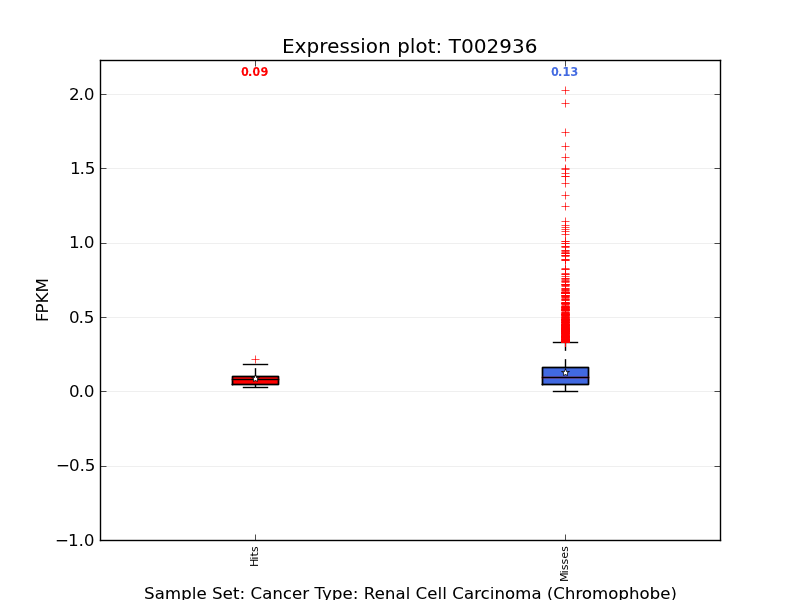 Expression plot: T002936
0.09
0.13
2.0
1.5
1.0
0.5
0.0
−0.5
−1.0
FPKM
Hits
Misses
Sample Set: Cancer Type: Renal Cell Carcinoma (Chromophobe)